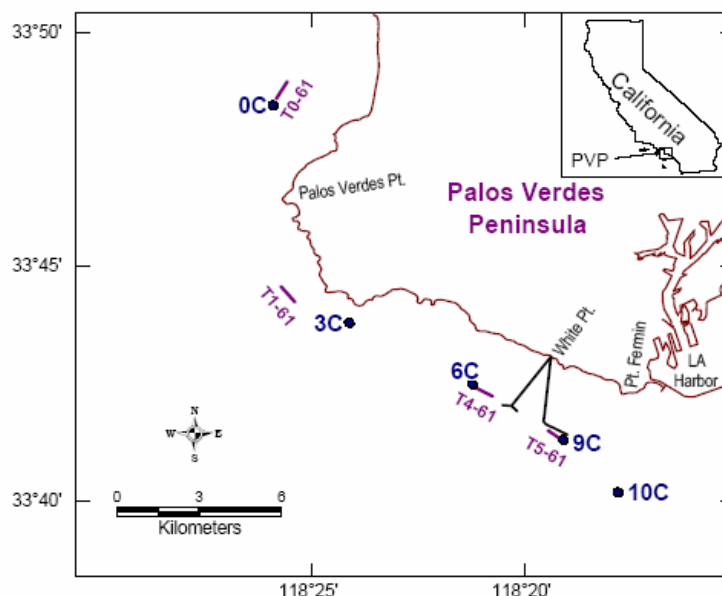 33°50'
California
PVP
0C
T0-61
Palos Verdes Pt.
Palos Verdes
Peninsula
33°45'
T1-61
3C
White Pt.
Pt. Fermin
LA
Harbor
6C
T4-61
T5-61
9C
N
W E
S
33°40'
10C
0 3 6
Kilometers
118°25' 118°20'